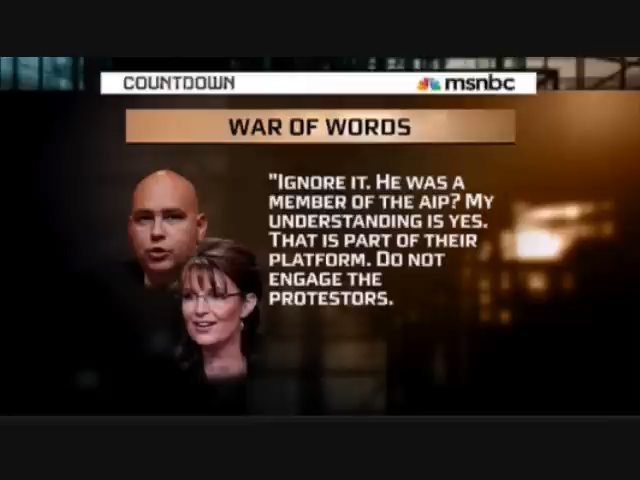 COUNTDOWN
msnbc
WAR OF WORDS
"IGNORE IT. HE WAS A
MEMBER OF THE AIP? MY
UNDERSTANDING IS YES.
THAT IS PART OF THEIR
PLATFORM. DO NOT
ENGAGE THE
PROTESTORS.